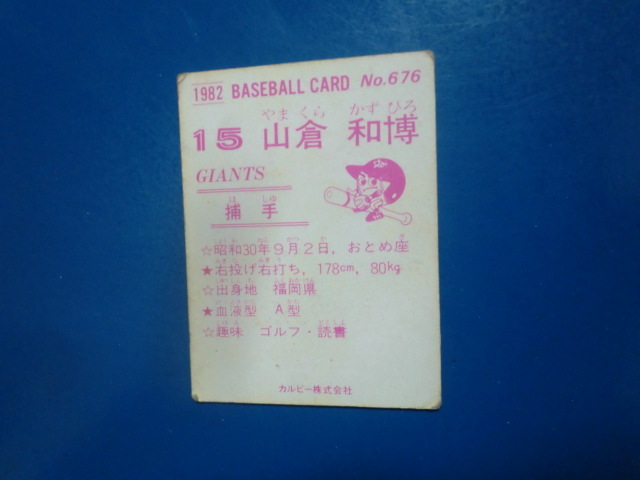 1982 BASEBALL CARD No.676
やま くら かず ひろ
15 山倉 和博
GIANTS
ほ しゅ
捕手
☆昭和30年9月2日, おとめ座
★右投げ右打ち, 178cm, 80kg
☆出身地 福岡県
★血液型 A型
☆趣味 ゴルフ・読書
カルビー株式会社